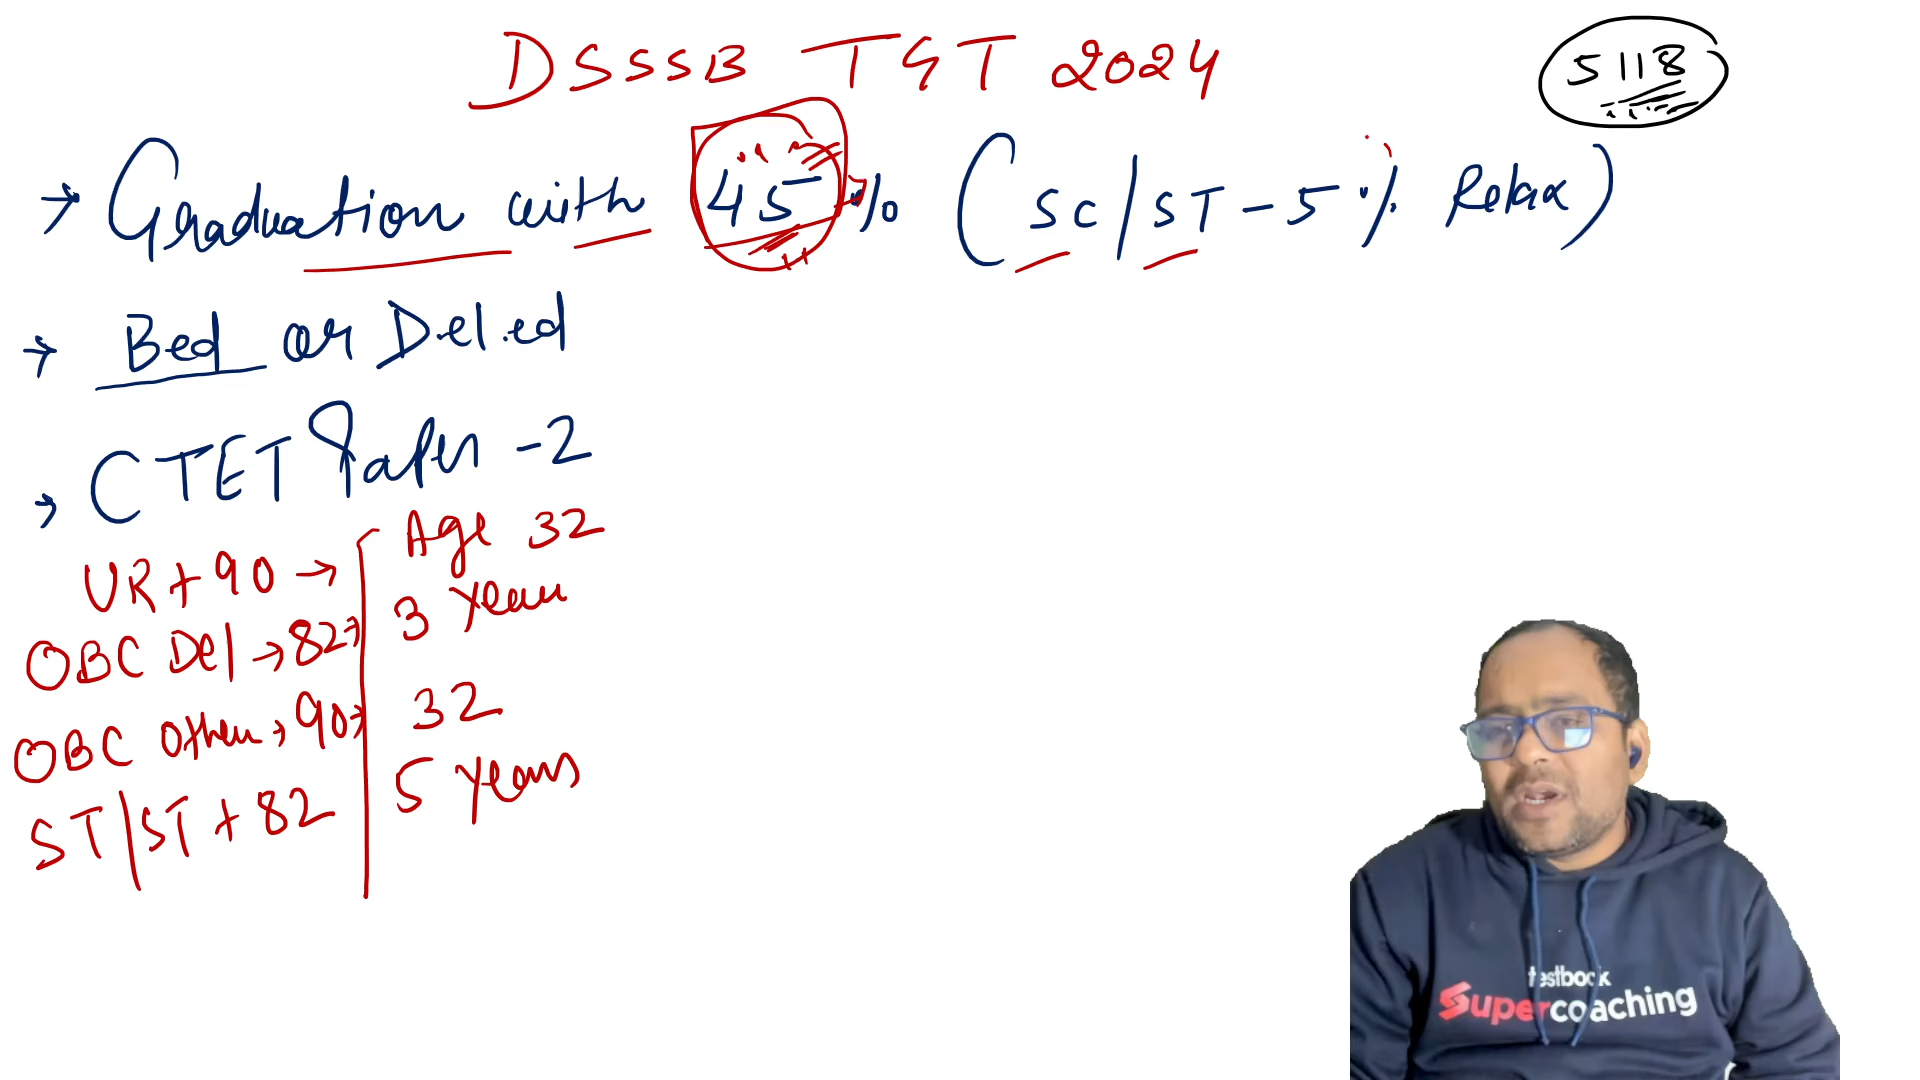 DSSSB TGT 2024
5118
→ Graduation with 45 % (SC/ST - 5% Relax)
→ Bed or Del.ed
→ CTET Paper - 2
UR + 90 → Age 32
OBC Del → 82 → 3 Years
OBC Other → 90 → 32
ST/ST + 82 5 Years
testbook
Supercoaching